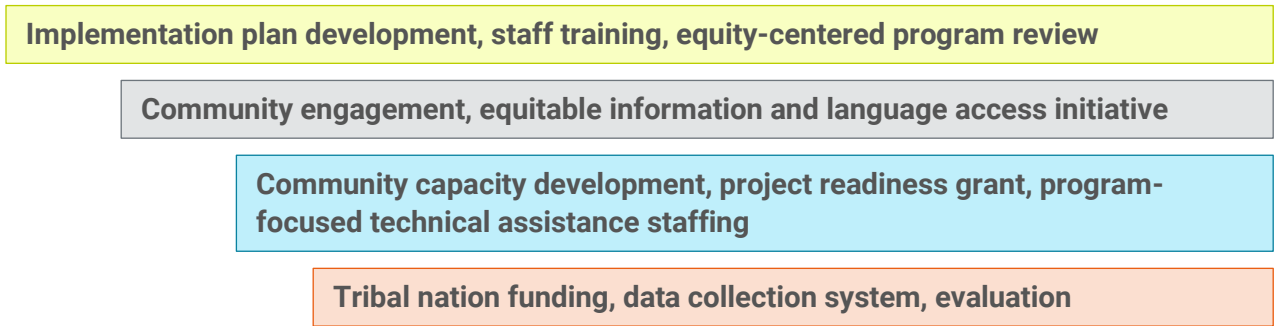 Implementation plan development, staff training, equity-centered program review
Community engagement, equitable information and language access initiative
Community capacity development, project readiness grant, program-
focused technical assistance staffing
Tribal nation funding, data collection system, evaluation